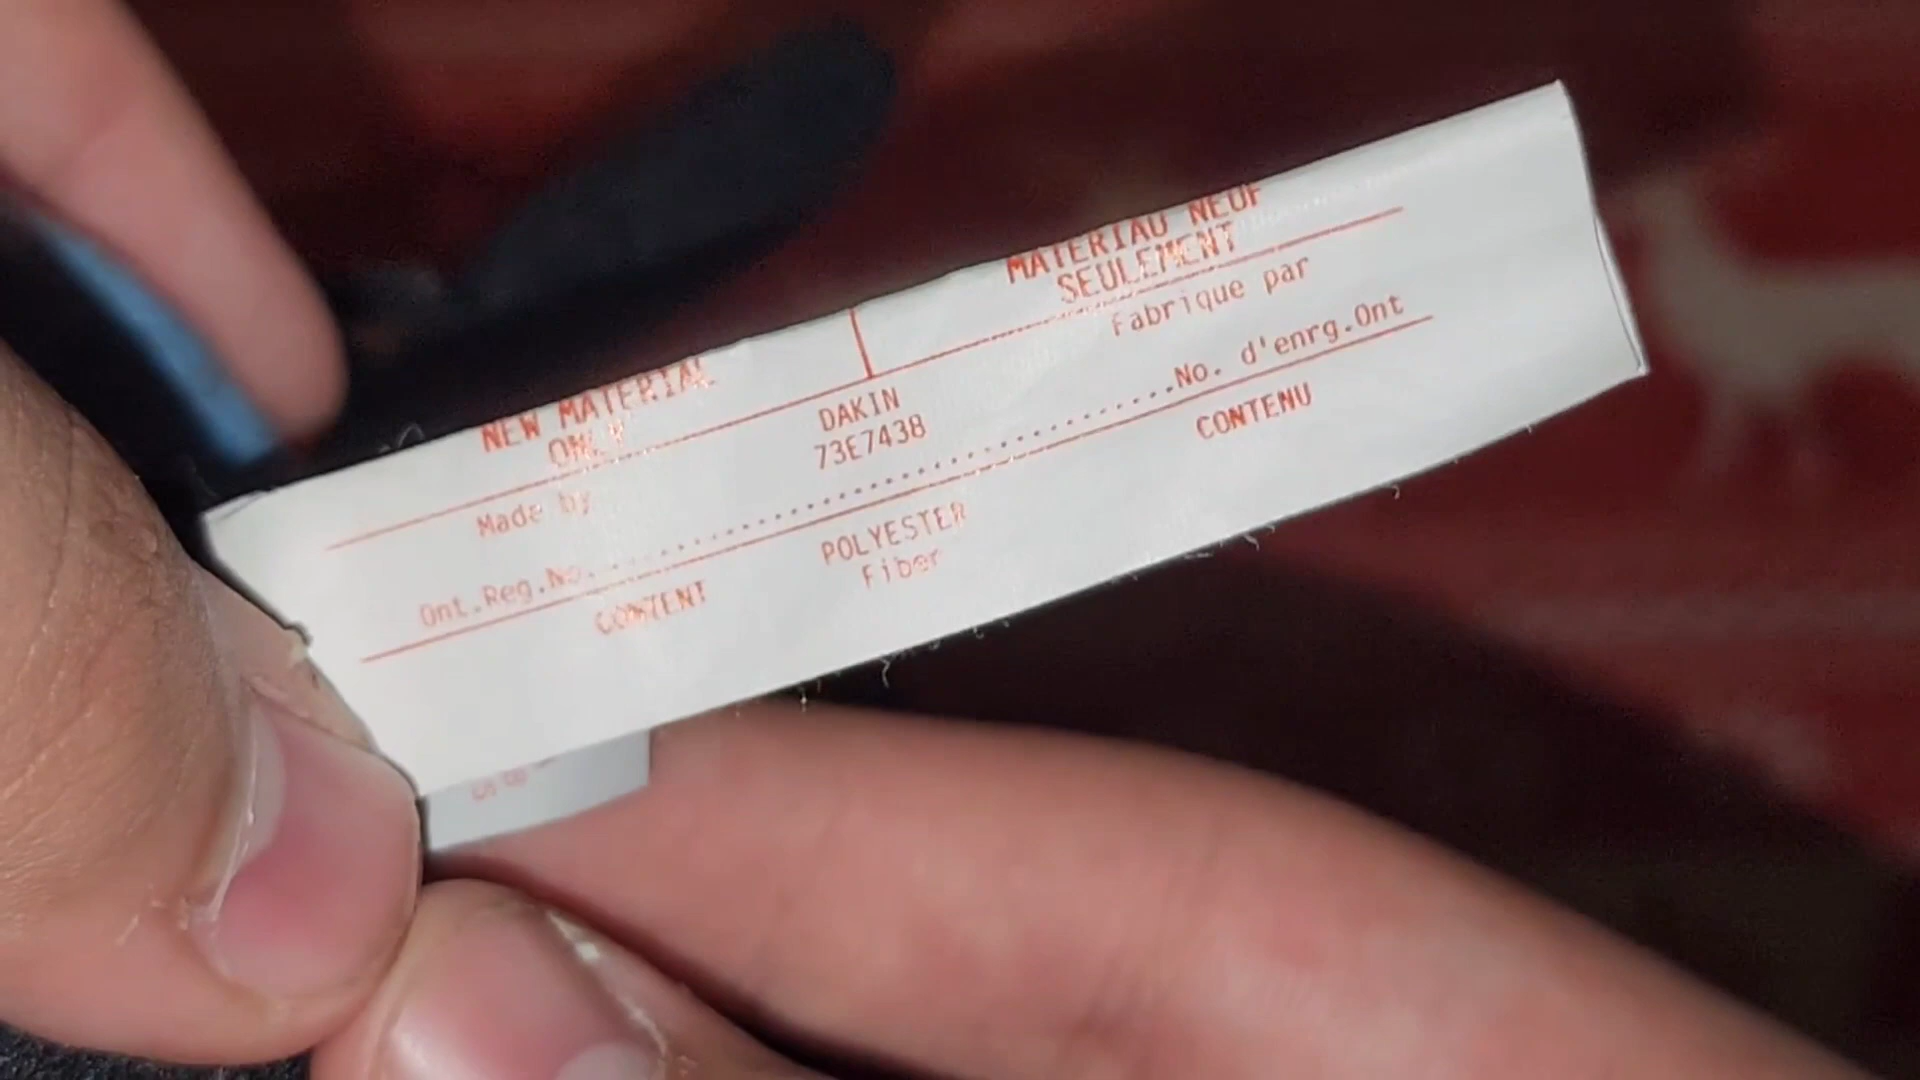 NEW MATERIAL
ONLY
MATERIAU NEUF
SEULEMENT
Made by
DAKIN
73E7438
Fabrique par
Ont.Reg.No.......................................No. d'enrg.Ont
CONTENT
POLYESTER
Fiber
CONTENU